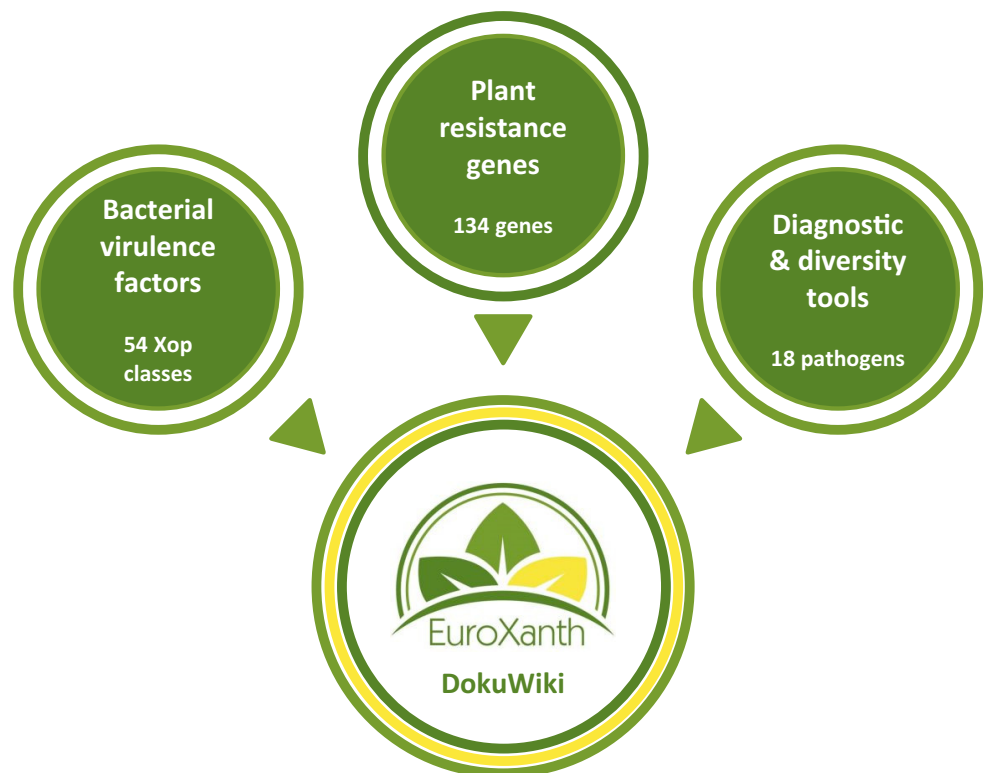 Plant
resistance
genes
134 genes
Bacterial
virulence
factors
54 Xop
classes
Diagnostic
& diversity
tools
18 pathogens
EuroXanth
DokuWiki